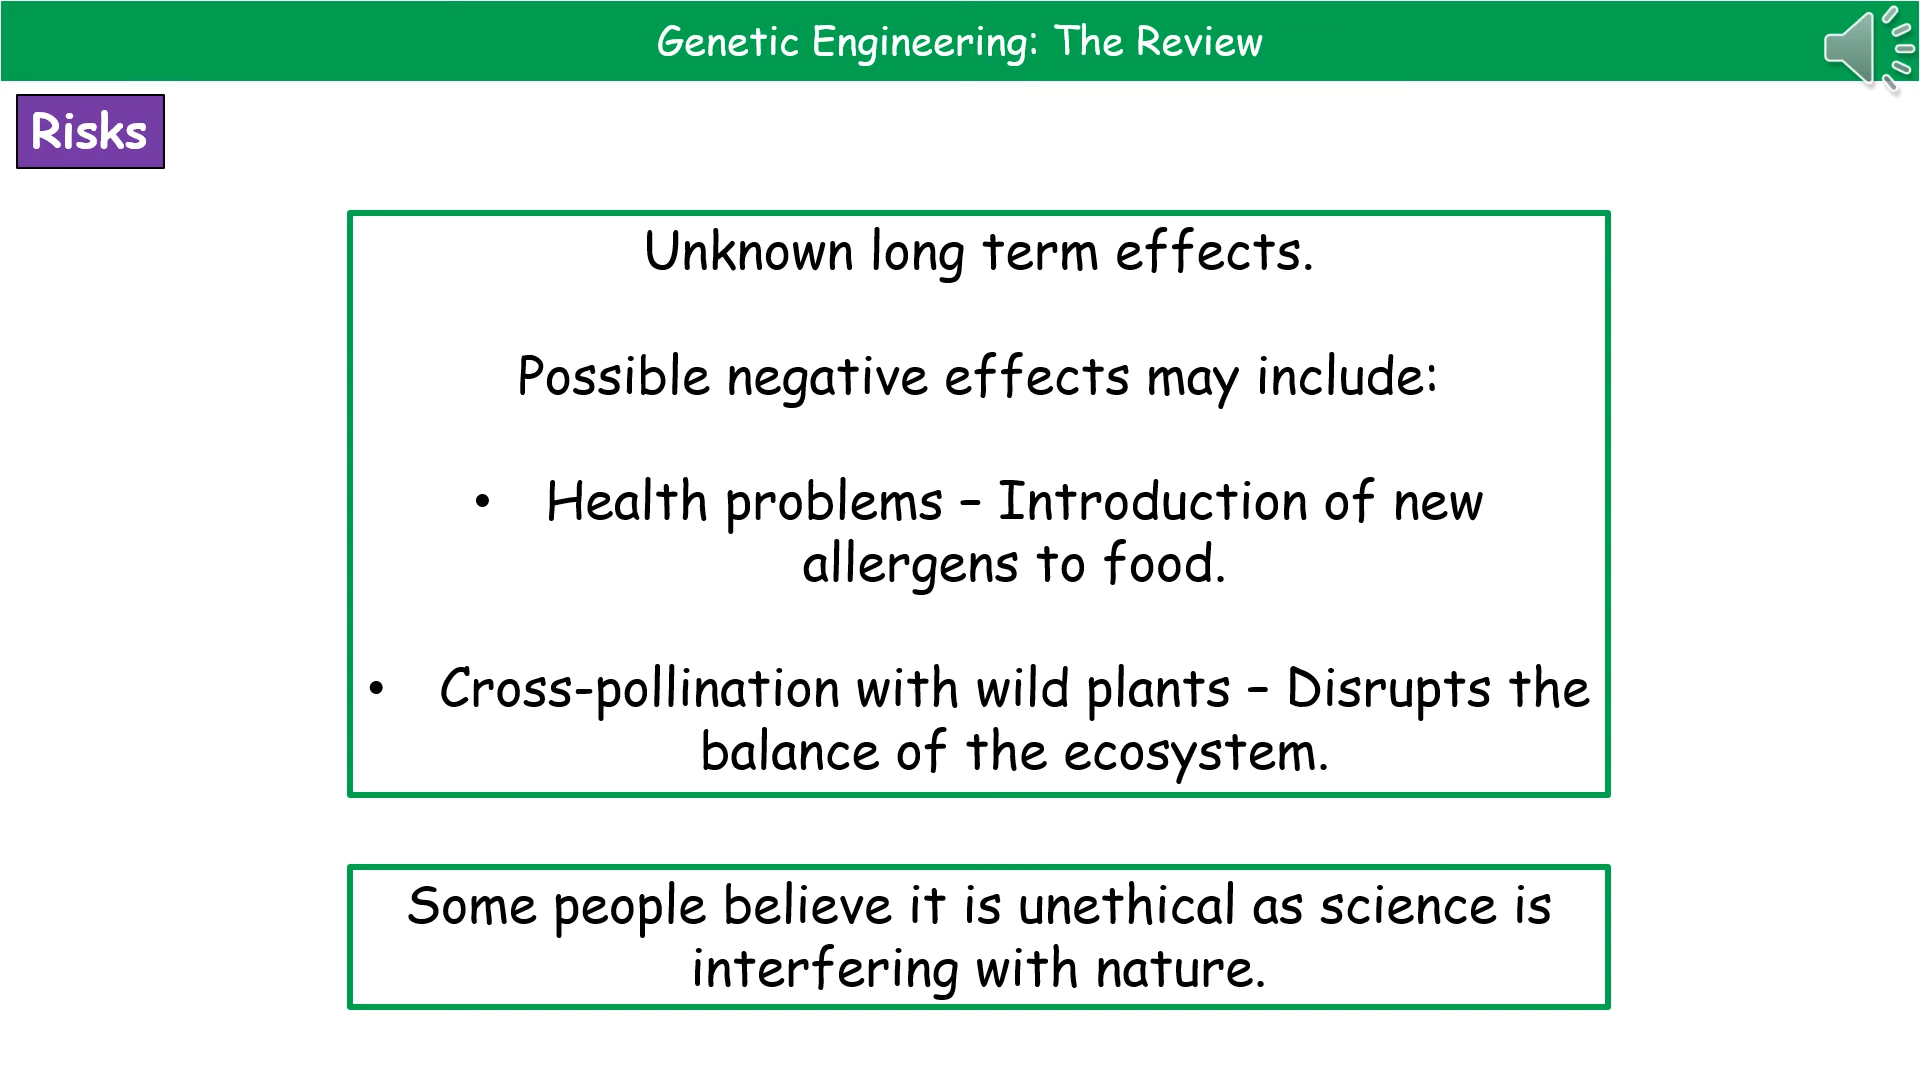 Genetic Engineering: The Review
Risks
Unknown long term effects.
Possible negative effects may include:
• Health problems – Introduction of new
allergens to food.
• Cross-pollination with wild plants – Disrupts the
balance of the ecosystem.
Some people believe it is unethical as science is
interfering with nature.